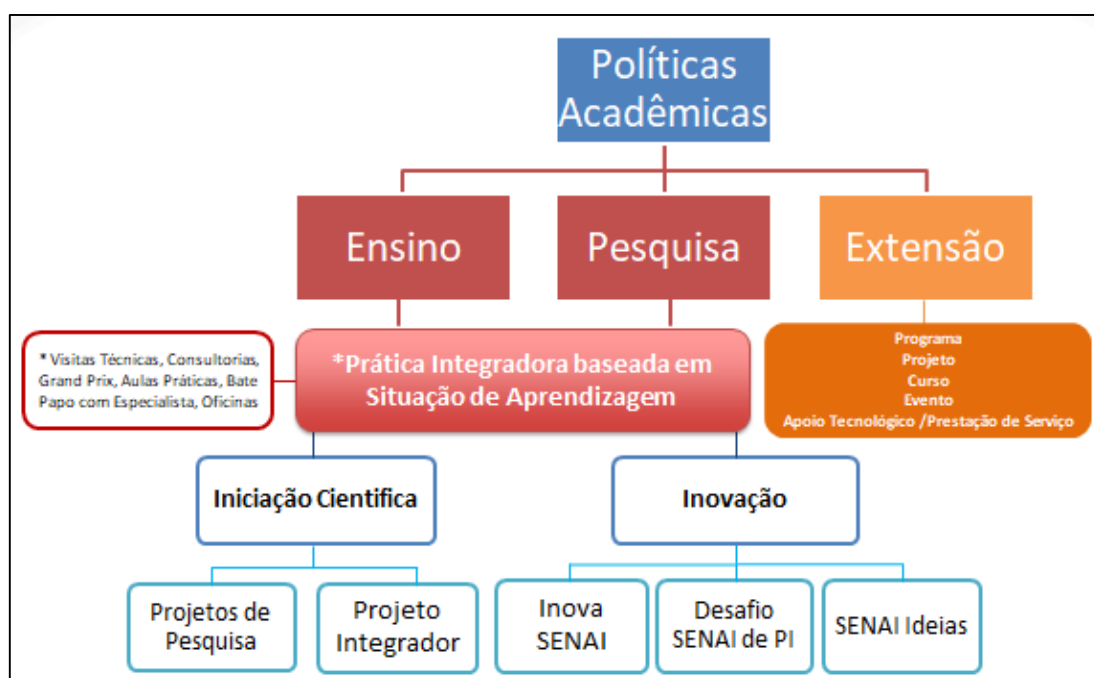 Políticas
Acadêmicas
Ensino
Pesquisa
Extensão
* Visitas Técnicas, Consultorias,
Grand Prix, Aulas Práticas, Bate
Papo com Especialista, Oficinas
*Prática Integradora baseada em
Situação de Aprendizagem
Programa
Projeto
Curso
Evento
Apoio Tecnológico /Prestação de Serviço
Iniciação Cientifica
Inovação
Projetos de
Pesquisa
Projeto
Integrador
Inova
SENAI
Desafio
SENAI de PI
SENAI Ideias